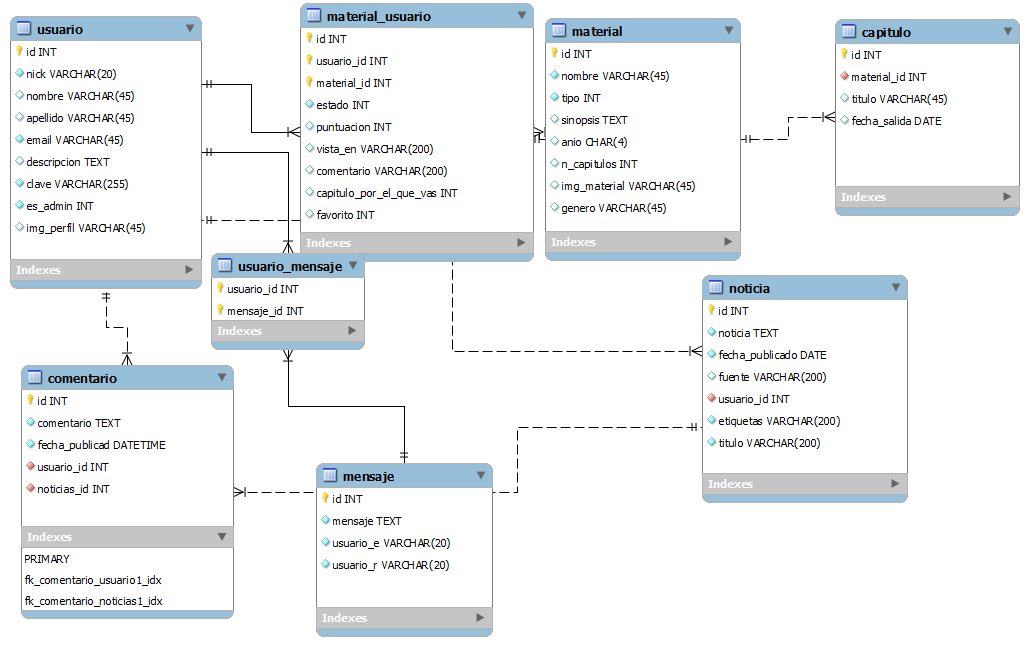 usuario
id INT
nick VARCHAR(20)
nombre VARCHAR(45)
apellido VARCHAR(45)
email VARCHAR(45)
descripcion TEXT
clave VARCHAR(255)
es_admin INT
img_perfil VARCHAR(45)
Indexes
material_usuario
id INT
usuario_id INT
material_id INT
estado INT
puntuacion INT
vista_en VARCHAR(200)
comentario VARCHAR(200)
capitulo_por_el_que_vas INT
favorito INT
Indexes
material
id INT
nombre VARCHAR(45)
tipo INT
sinopsis TEXT
anio CHAR(4)
n_capitulos INT
img_material VARCHAR(45)
genero VARCHAR(45)
Indexes
capitulo
id INT
material_id INT
titulo VARCHAR(45)
fecha_salida DATE
Indexes
usuario_mensaje
usuario_id INT
mensaje_id INT
Indexes
noticia
id INT
noticia TEXT
fecha_publicado DATE
fuente VARCHAR(200)
usuario_id INT
etiquetas VARCHAR(200)
titulo VARCHAR(200)
Indexes
comentario
id INT
comentario TEXT
fecha_publicad DATETIME
usuario_id INT
noticias_id INT
Indexes
PRIMARY
fk_comentario_usuario1_idx
fk_comentario_noticias1_idx
mensaje
id INT
mensaje TEXT
usuario_e VARCHAR(20)
usuario_r VARCHAR(20)
Indexes